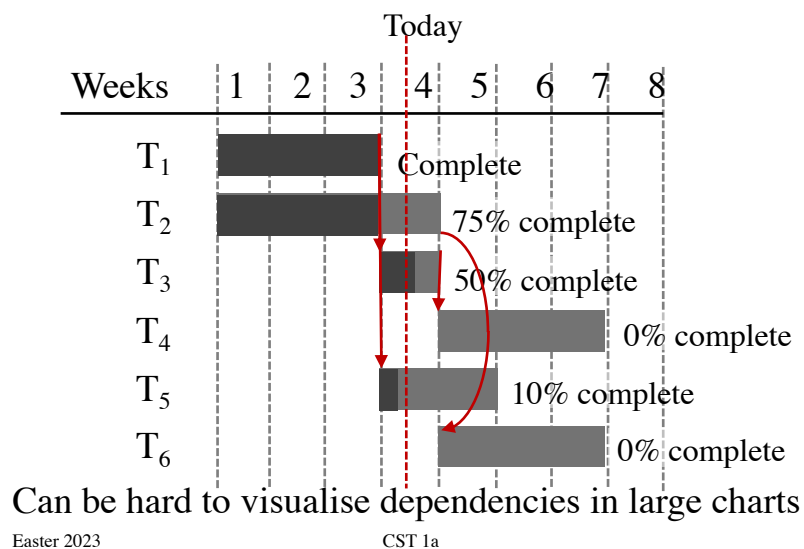 Today
Weeks 1 2 3 4 5 6 7 8
T1 Complete
T2 75% complete
T3 50% complete
T4 0% complete
T5 10% complete
T6 0% complete
Can be hard to visualise dependencies in large charts
Easter 2023 CST 1a